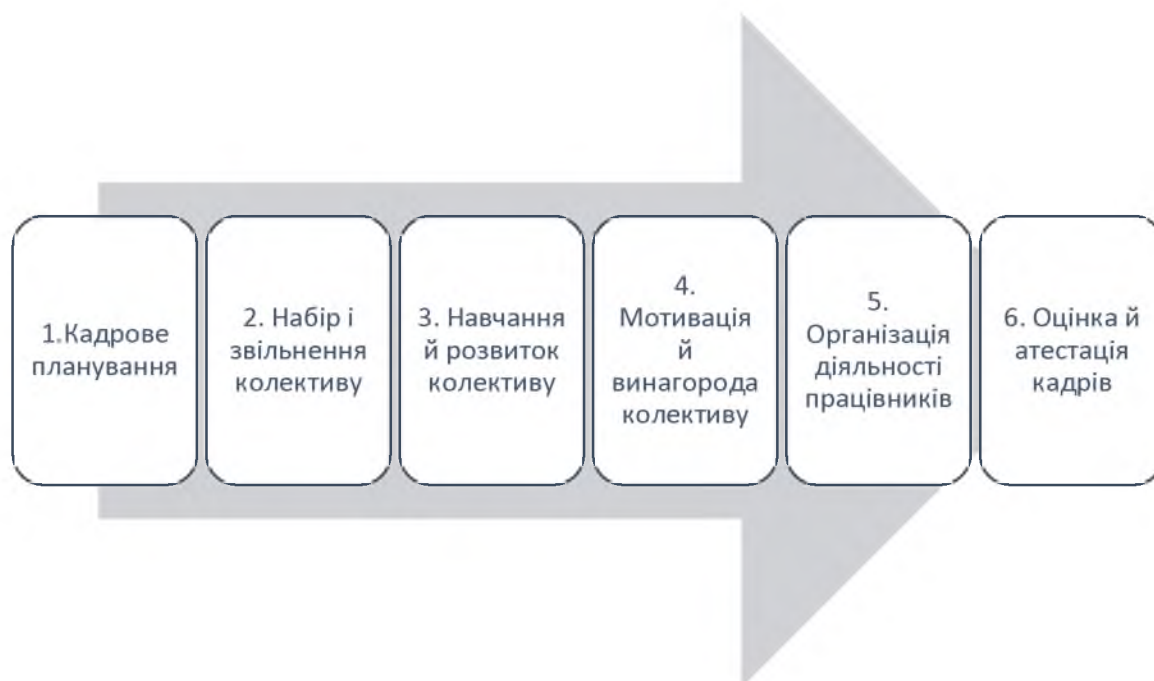 1.Кадрове
планування
2. Набір і
звільнення
колективу
3. Навчання
й розвиток
колективу
4.
Мотивація
й
винагорода
колективу
5.
Організація
діяльності
працівників
6. Оцінка й
атестація
кадрів